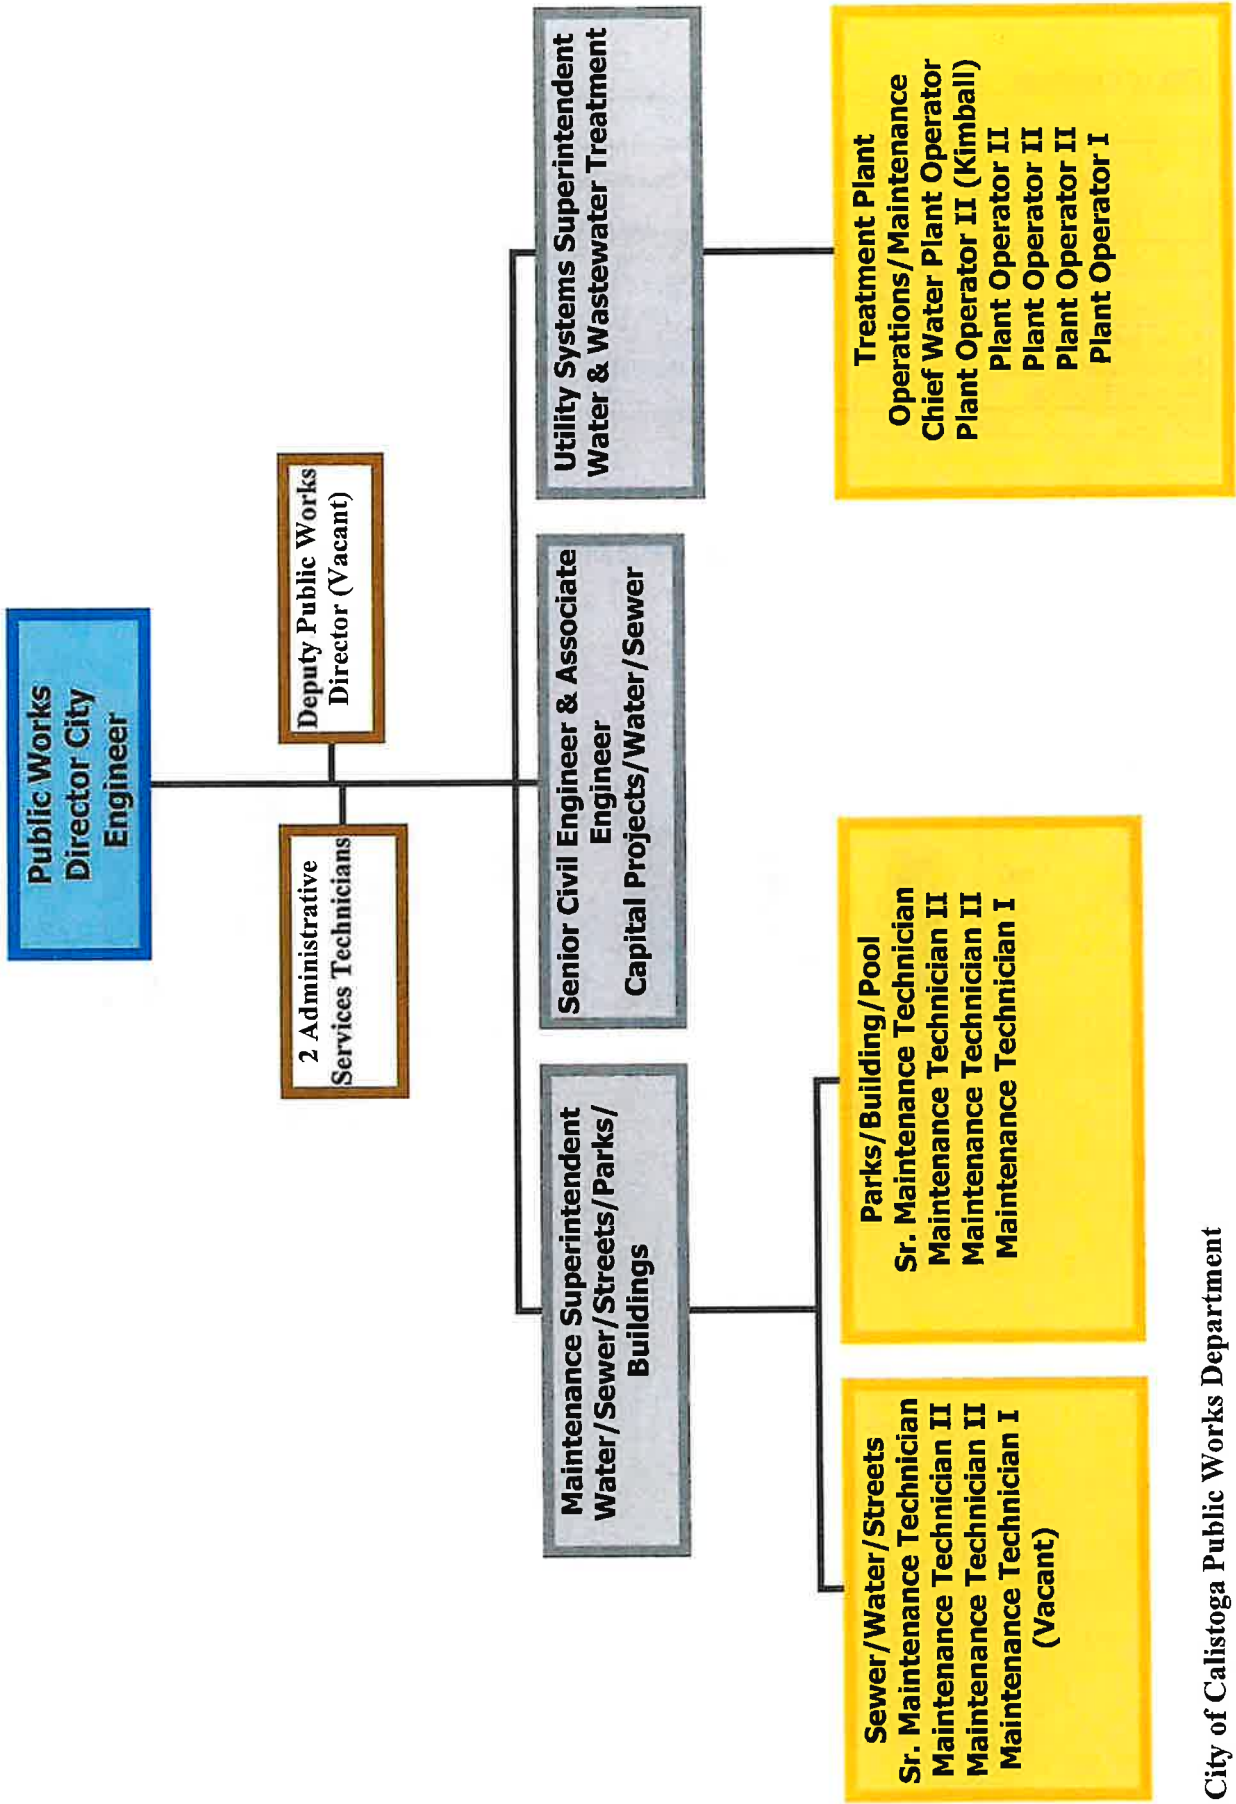 Public Works
Director City
Engineer
2 Administrative
Services Technicians
Deputy Public Works
Director (Vacant)
Maintenance Superintendent
Water/Sewer/Streets/Parks/
Buildings
Senior Civil Engineer & Associate
Engineer
Capital Projects/Water/Sewer
Utility Systems Superintendent
Water & Wastewater Treatment
Sewer/Water/Streets
Sr. Maintenance Technician
Maintenance Technician II
Maintenance Technician II
Maintenance Technician I
(Vacant)
Parks/Building/Pool
Sr. Maintenance Technician
Maintenance Technician II
Maintenance Technician II
Maintenance Technician I
Treatment Plant
Operations/Maintenance
Chief Water Plant Operator
Plant Operator II (Kimball)
Plant Operator II
Plant Operator II
Plant Operator II
Plant Operator I
City of Calistoga Public Works Department